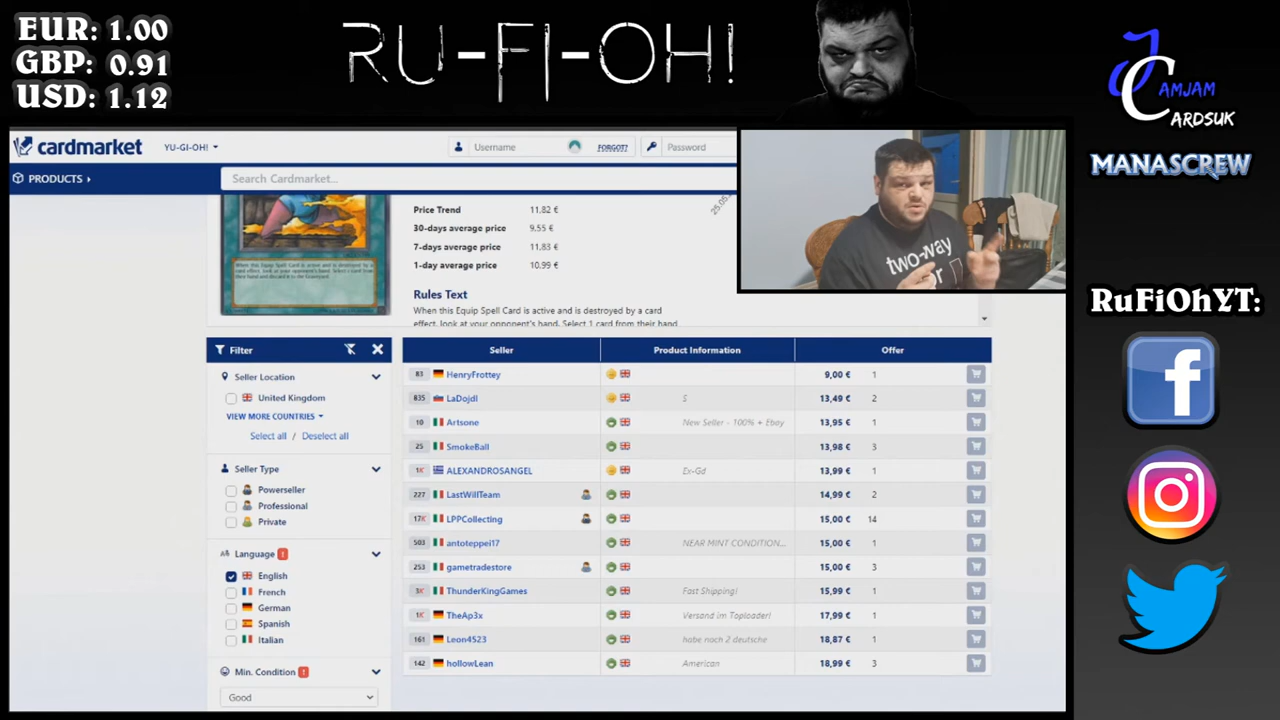 EUR: 1.00
GBP: 0.91
USD: 1.12
RU-FI-OH!
JC AMJAM
CARDSUK
MANASCREW
RuFiOhYT:
cardmarket
YU-GI-OH!
Username
FORGOT?
Password
PRODUCTS
Search Cardmarket...
Price Trend 11,82 €
30-days average price 9,55 €
7-days average price 11,83 €
1-day average price 10,99 €
Rules Text
When this Equip Spell Card is active and is destroyed by a card
effect, look at your opponent's hand. Select 1 card from their hand
two-way
Filter
Seller Location
United Kingdom
VIEW MORE COUNTRIES
Select all / Deselect all
Seller Type
Powerseller
Professional
Private
Language
English
French
German
Spanish
Italian
Min. Condition
Good
Seller Product Information Offer
83 HenryFrottey 9,00 € 1
835 LaDojdl S 13,49 € 2
10 Artsone New Seller - 100% + Ebay 13,95 € 1
25 SmokeBall 13,98 € 3
1K ALEXANDROSANGEL Ex-Gd 13,99 € 1
227 LastWillTeam 14,99 € 2
17K LPPCollecting 15,00 € 14
503 antoteppei17 NEAR MINT CONDITION... 15,00 € 1
253 gametradestore 15,00 € 3
3K ThunderKingGames Fast Shipping! 15,99 € 1
1K TheAp3x Versand im Toploader! 17,99 € 1
161 Leon4523 habe noch 2 deutsche 18,87 € 1
142 hollowLean American 18,99 € 3